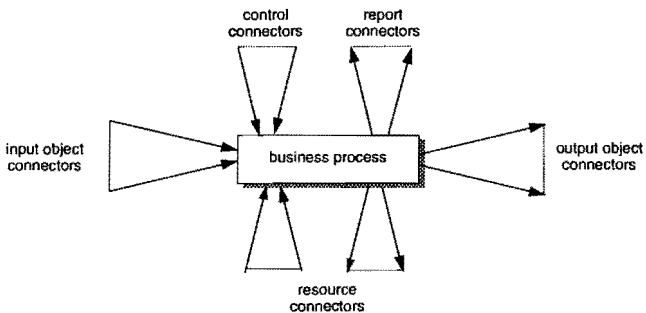 control
connectors
report
connectors
input object
connectors
business process
output object
connectors
resource
connectors